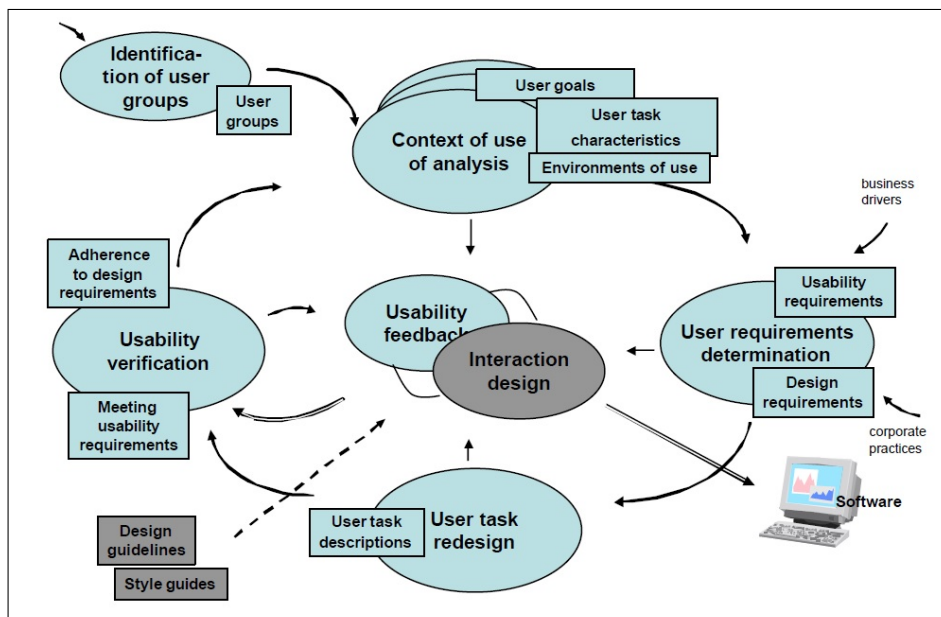 Identifica-
tion of user
groups
User
groups
User goals
User task
characteristics
Environments of use
Context of use
of analysis
business
drivers
Adherence
to design
requirements
Usability
verification
Meeting
usability
requirements
Usability
feedback
Interaction
design
Usability
requirements
User requirements
determination
Design
requirements
corporate
practices
Software
User task
descriptions
User task
redesign
Design
guidelines
Style guides